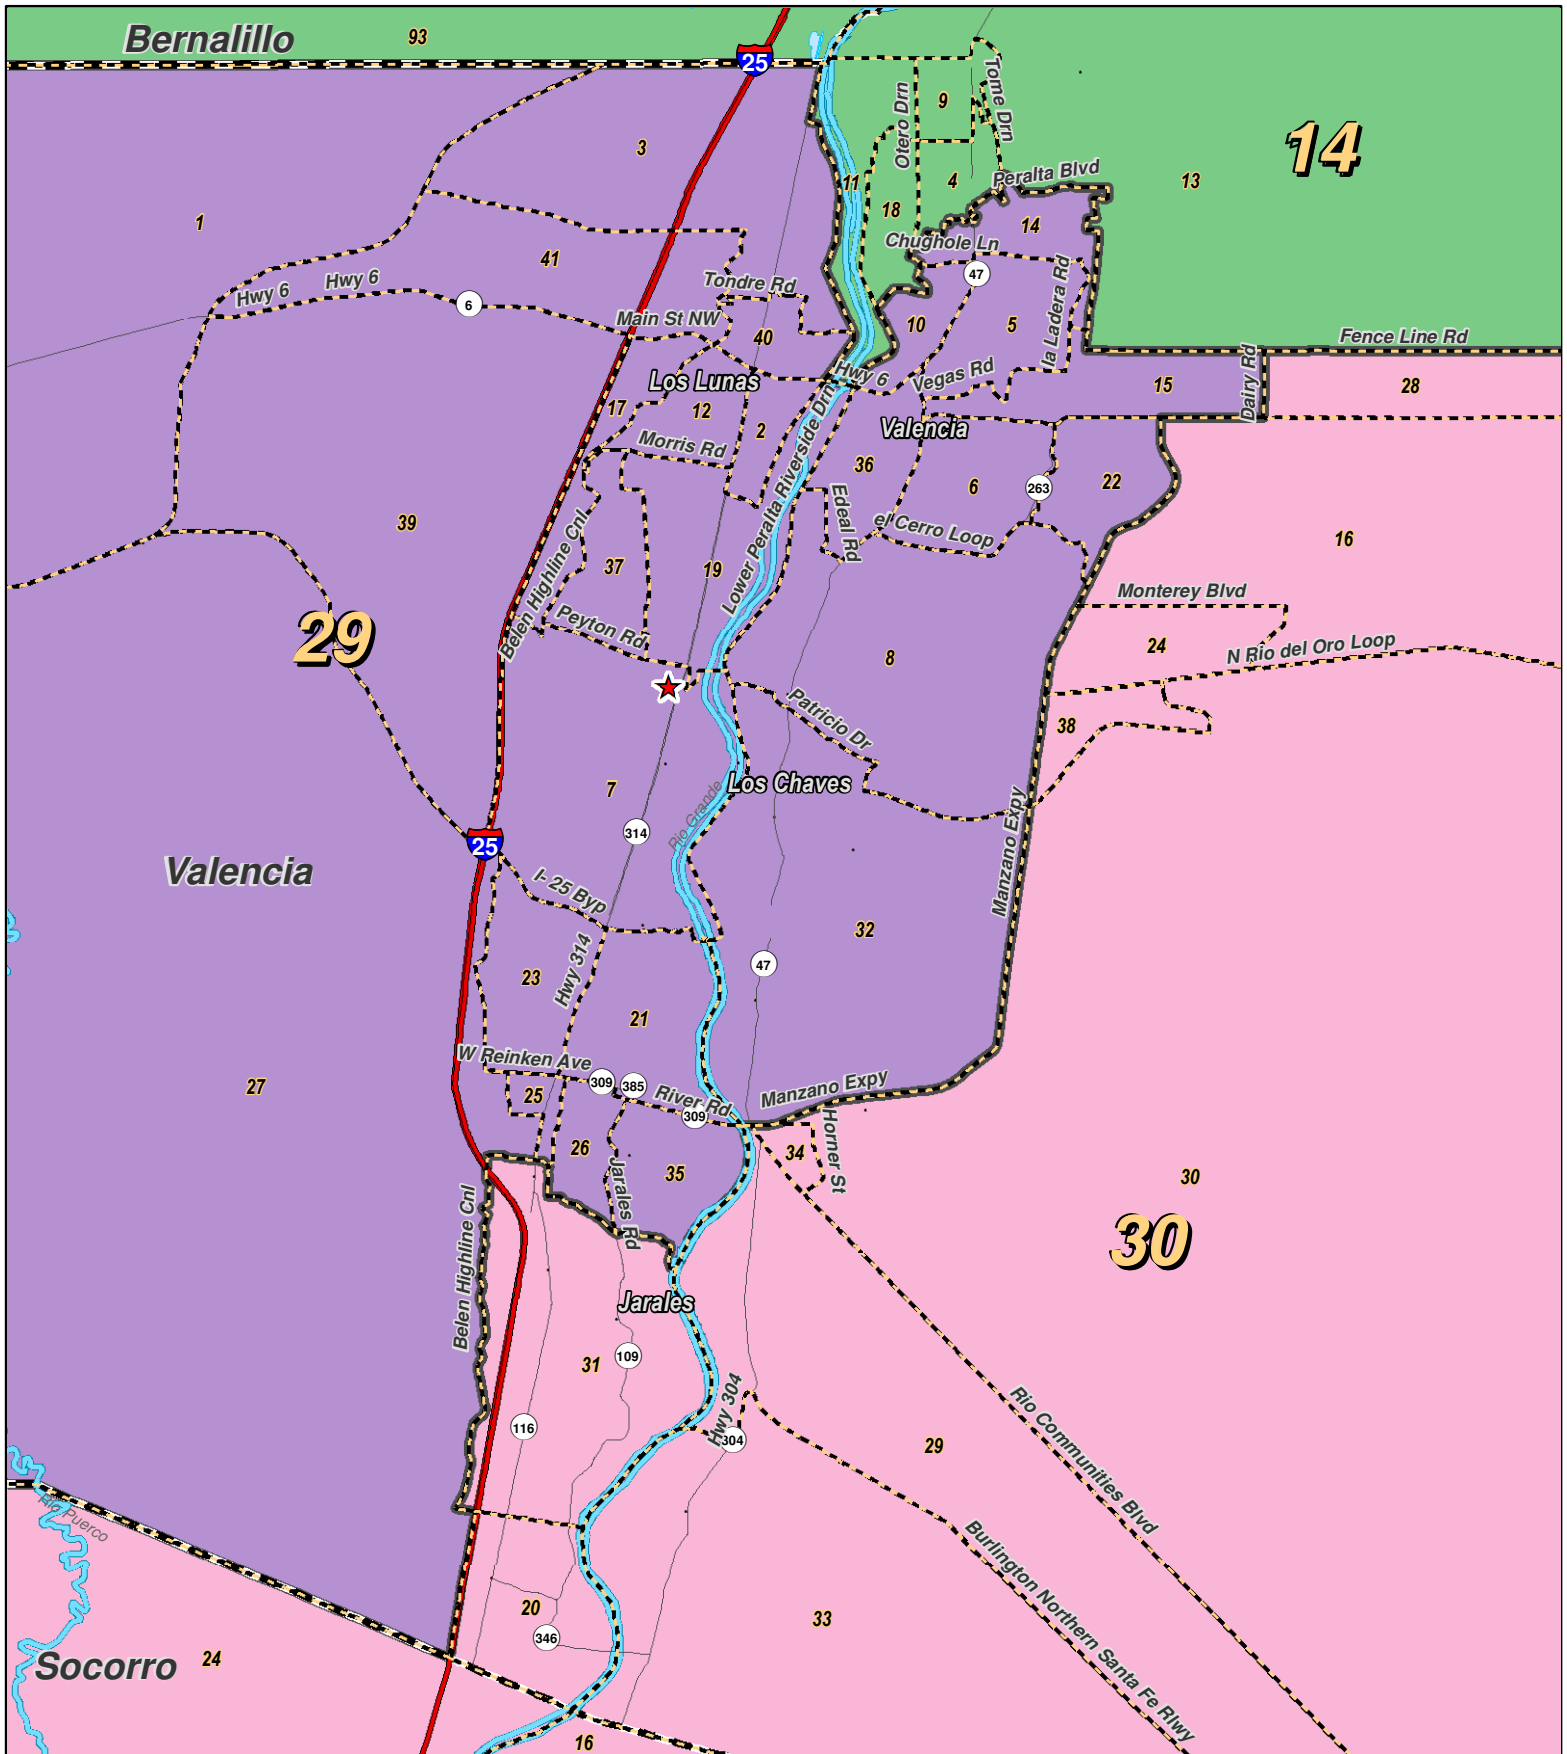 Bernalillo
93
25
9
Tome Drn
Otero Drn
14
3
11
4
Peralta Blvd
13
18
1
14
Chughole Ln
41
47
Hwy 6
Hwy 6
Tondre Rd
la Ladera Rd
6
Main St NW
10
5
40
Fence Line Rd
Hwy 6
Vegas Rd
Los Lunas
15
Dairy Rd
28
17
12
2
Valencia
Morris Rd
36
6
263
22
39
Edeal Rd
el Cerro Loop
16
Belen Highline Cnl
37
19
Lower Peralta Riverside Drn
Monterey Blvd
29
Peyton Rd
8
24
N Rio del Oro Loop
Patricio Dr
38
7
Los Chaves
314
Rio Grande
25
Manzano Expy
Valencia
I- 25 Byp
32
Hwy 314
47
23
21
W Reinken Ave
309
385
27
25
River Rd
309
Manzano Expy
26
35
34
Horner St
Jarales Rd
30
30
Belen Highline Cnl
Jarales
31
109
116
Hwy 304
304
29
Rio Communities Blvd
Rio Puerco
Burlington Northern Santa Fe Rlwy
20
33
346
Socorro
24
16